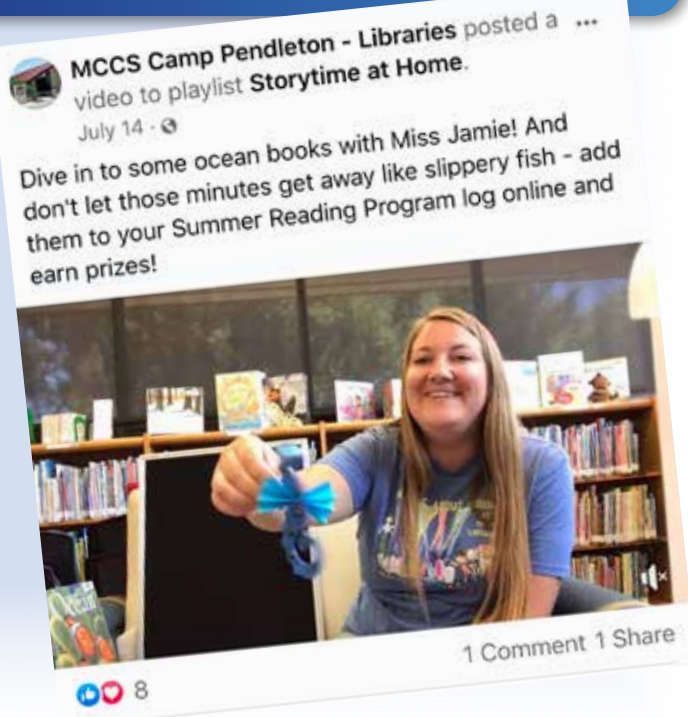 MCCS Camp Pendleton - Libraries posted a ...
video to playlist Storytime at Home.
July 14 ·
Dive in to some ocean books with Miss Jamie! And
don't let those minutes get away like slippery fish - add
them to your Summer Reading Program log online and
earn prizes!
Ocean
8
1 Comment 1 Share